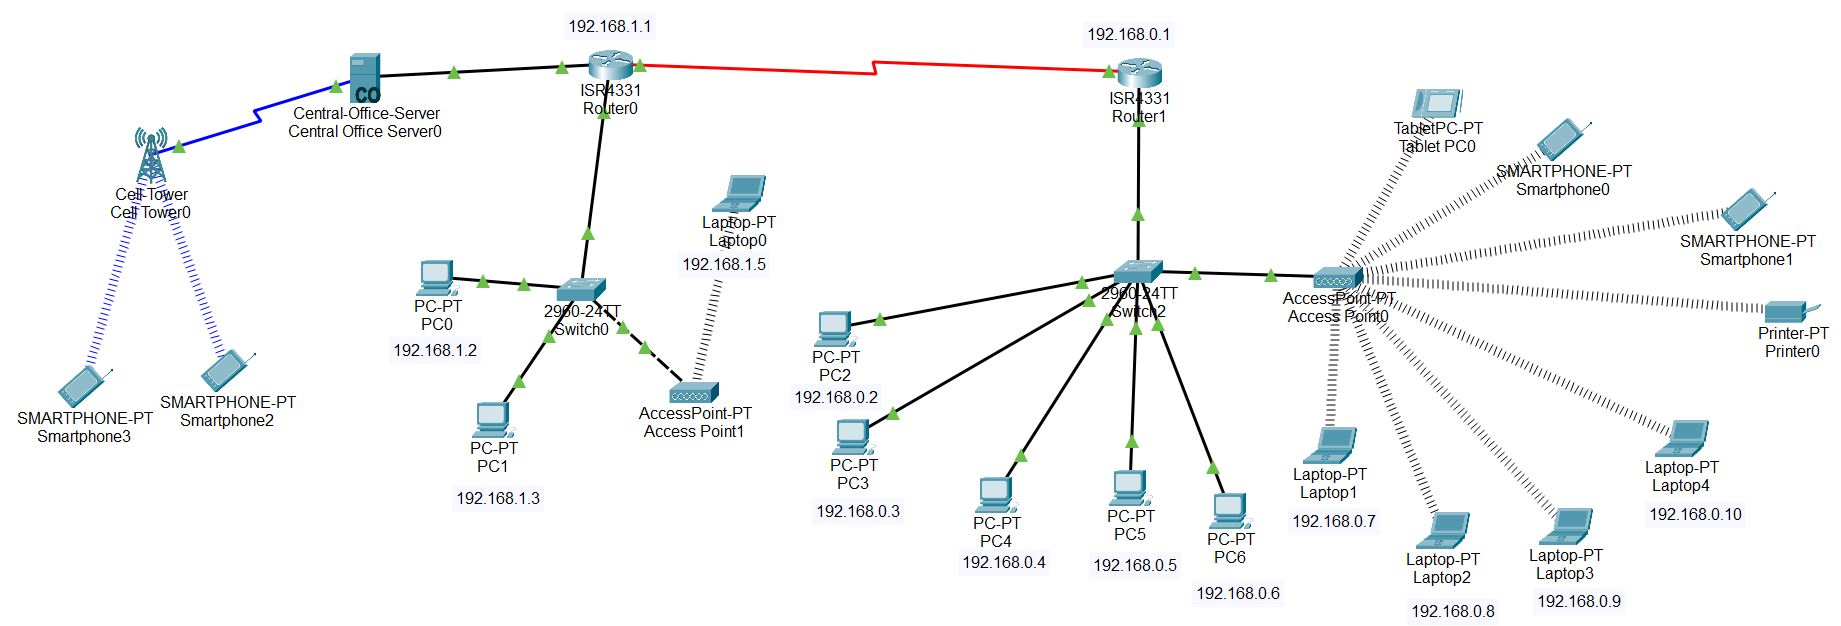 192.168.1.1
192.168.0.1
CO
Central-Office-Server
Central Office Server0
ISR4331
Router0
ISR4331
Router1
Cell Tower
Cell Tower0
SMARTPHONE-PT
Smartphone3
SMARTPHONE-PT
Smartphone2
Laptop-PT
Laptop0
192.168.1.5
PC-PT
PC0
192.168.1.2
2960-24TT
Switch0
PC-PT
PC1
192.168.1.3
AccessPoint-PT
Access Point1
2960-24TT
Switch2
PC-PT
PC2
192.168.0.2
PC-PT
PC3
192.168.0.3
PC-PT
PC4
192.168.0.4
PC-PT
PC5
192.168.0.5
PC-PT
PC6
192.168.0.6
AccessPoint-PT
Access Point0
TabletPC-PT
Tablet PC0
SMARTPHONE-PT
Smartphone0
SMARTPHONE-PT
Smartphone1
Printer-PT
Printer0
Laptop-PT
Laptop1
192.168.0.7
Laptop-PT
Laptop2
192.168.0.8
Laptop-PT
Laptop3
192.168.0.9
Laptop-PT
Laptop4
192.168.0.10